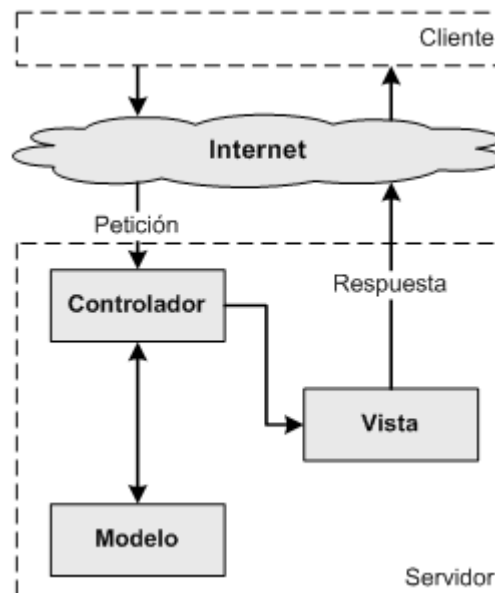 Cliente
Internet
Petición
Controlador
Respuesta
Vista
Modelo
Servidor